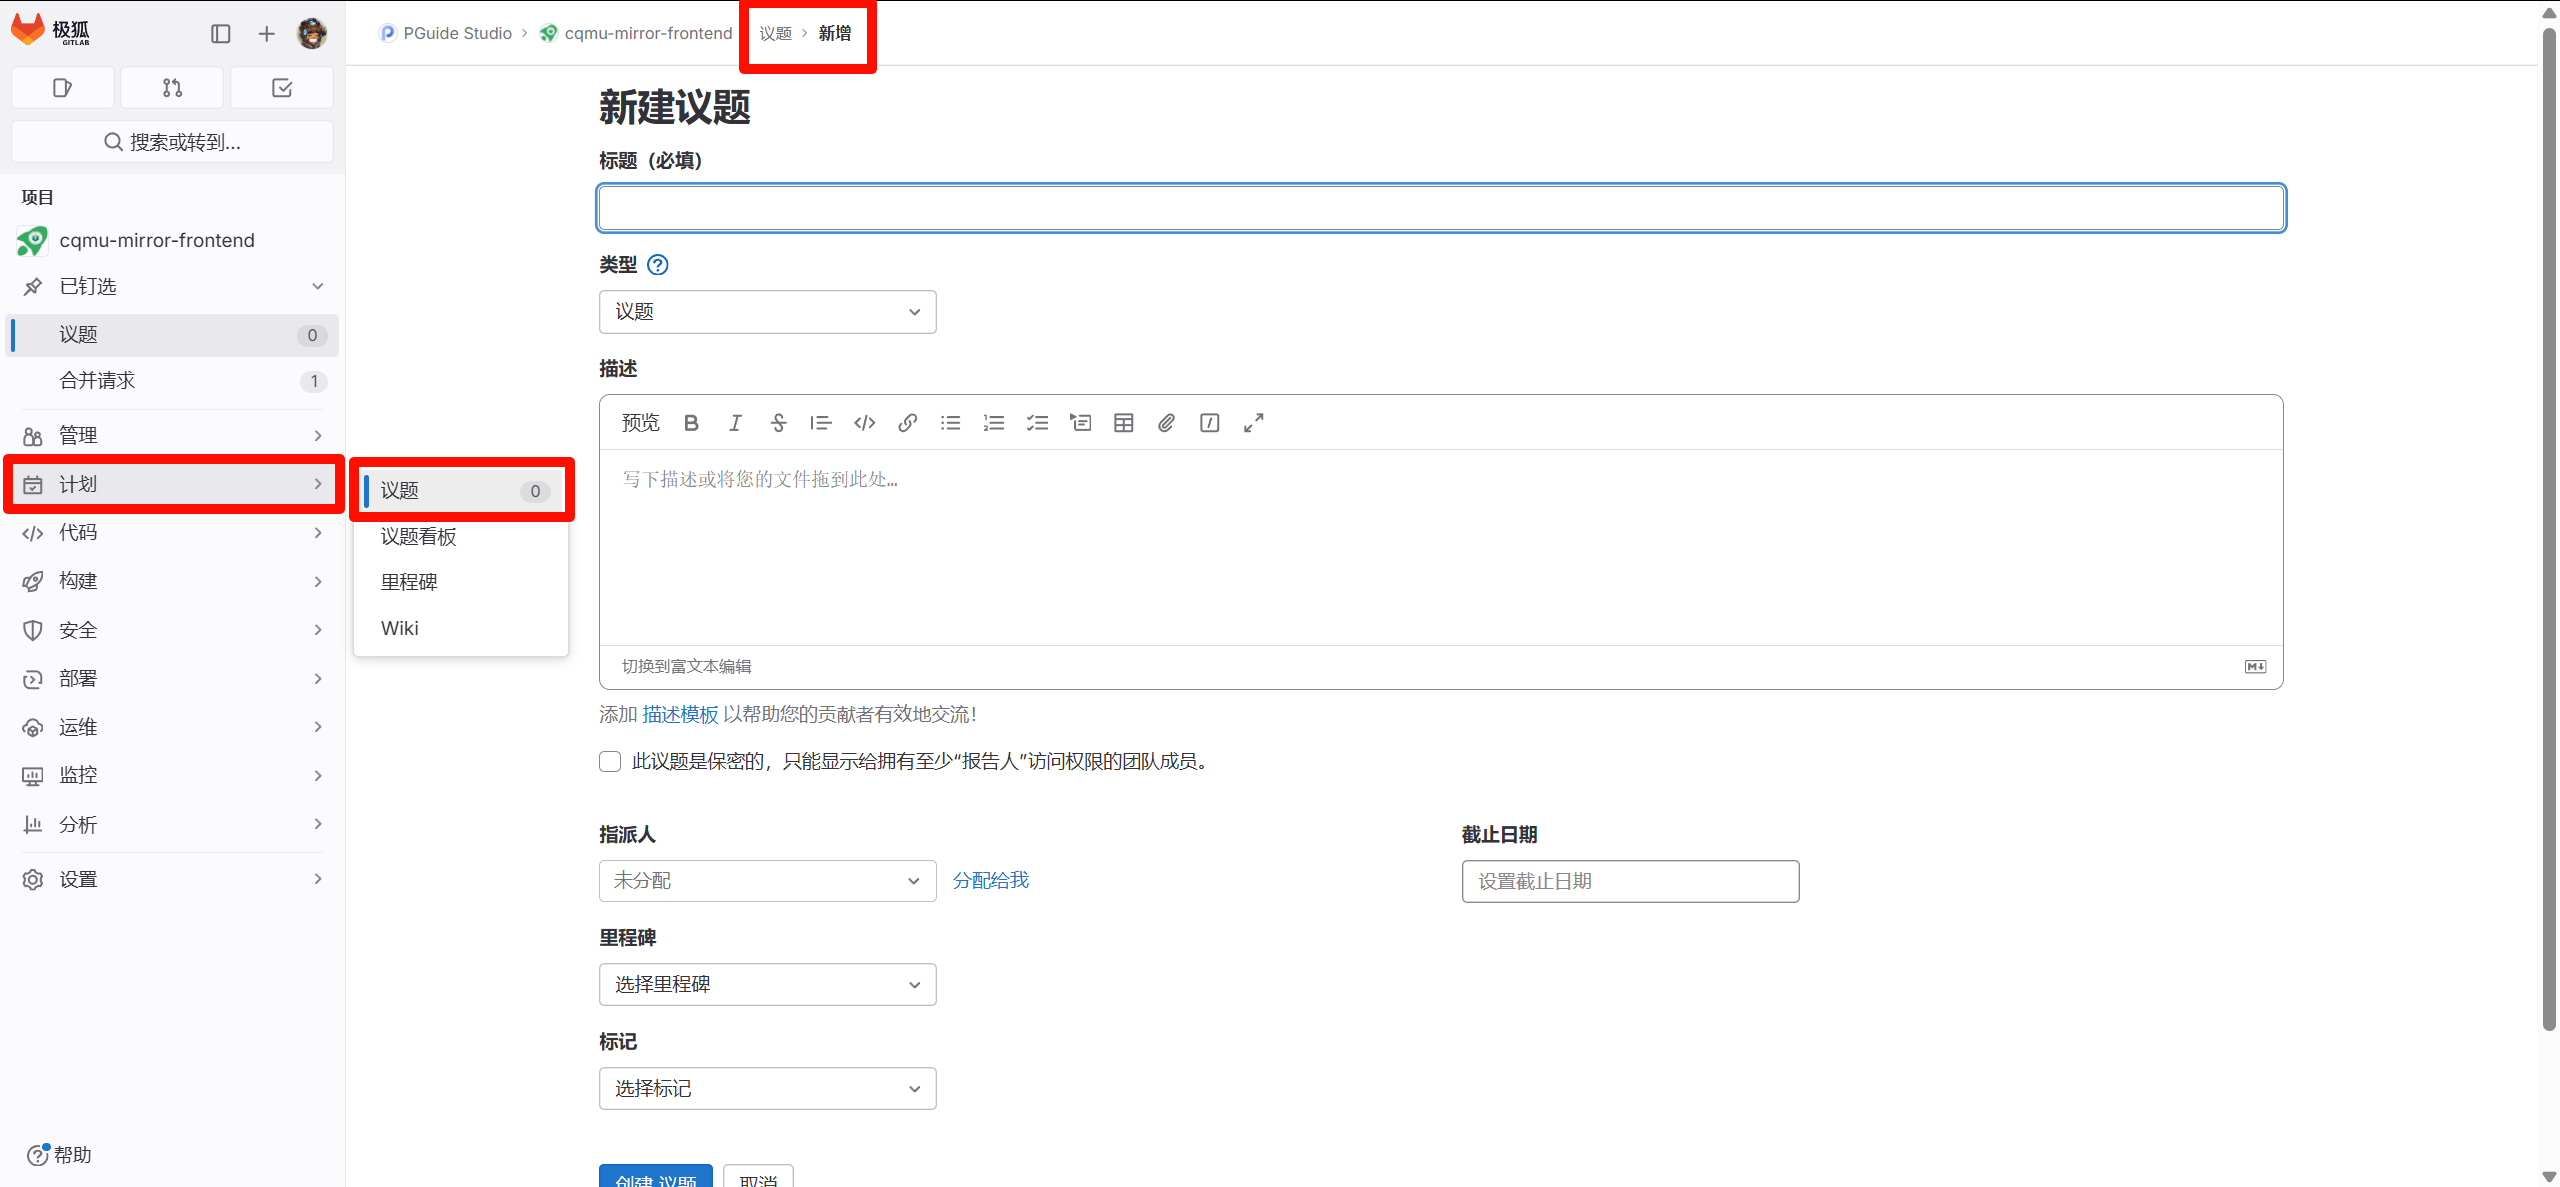 极狐
GITLAB
搜索或转到...
项目
cqmu-mirror-frontend
已钉选
议题 0
合并请求 1
管理
计划
代码
构建
安全
部署
运维
监控
分析
设置
帮助
议题 0
议题看板
里程碑
Wiki
PGuide Studio › cqmu-mirror-frontend 议题 › 新增
新建议题
标题（必填）
类型
议题
描述
预览
写下描述或将您的文件拖到此处...
切换到富文本编辑
添加 描述模板 以帮助您的贡献者有效地交流！
此议题是保密的，只能显示给拥有至少“报告人”访问权限的团队成员。
指派人
未分配 分配给我
截止日期
设置截止日期
里程碑
选择里程碑
标记
选择标记
创建 议题 取消